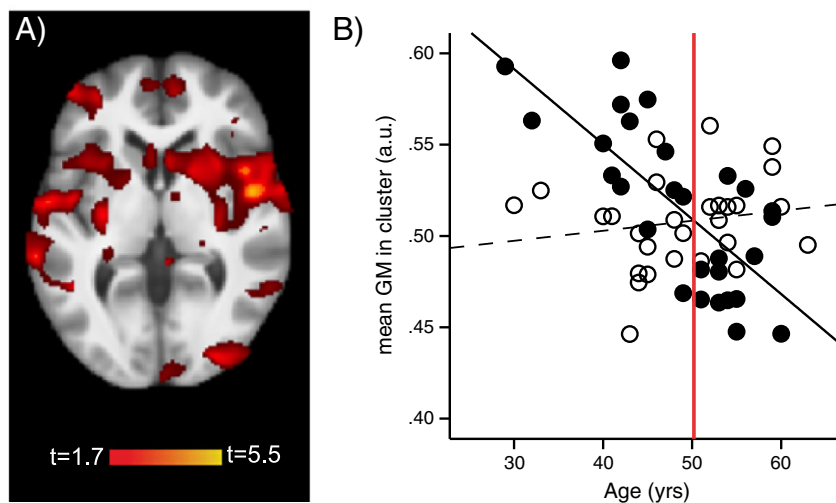 A)
t=1.7 t=5.5
B)
mean GM in cluster (a.u.)
.60
.55
.50
.45
.40
30 40 50 60
Age (yrs)